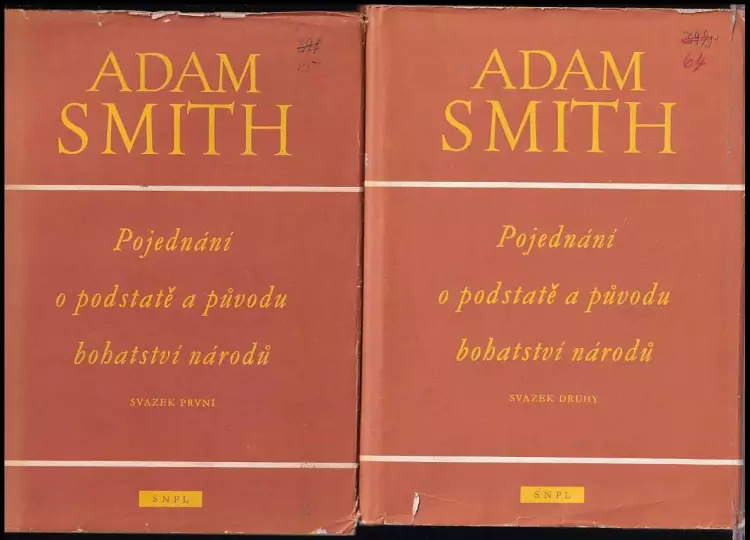 ADAM
SMITH
Pojednání
o podstatě a původu
bohatství národů
SVAZEK PRVNÍ
SNPL
64
ADAM
SMITH
Pojednání
o podstatě a původu
bohatství národů
SVAZEK DRUHÝ
SNPL